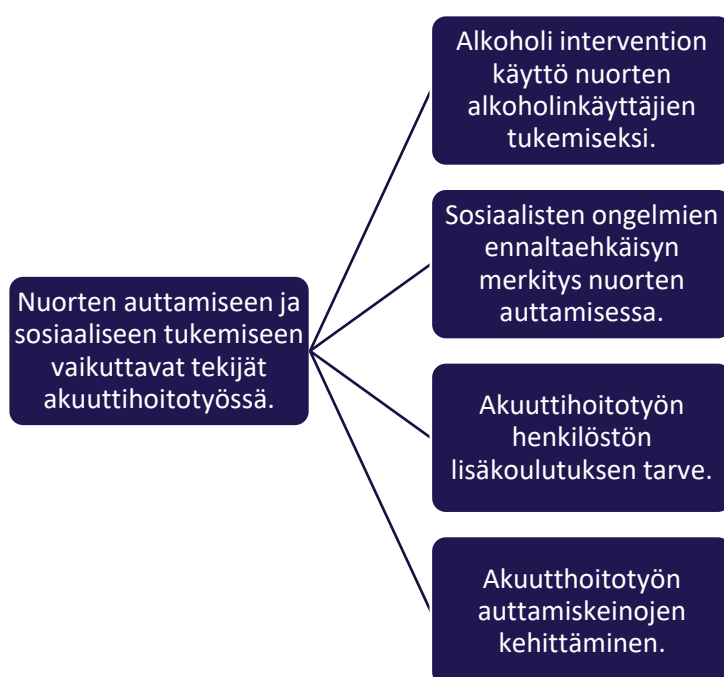 Alkoholi intervention
käyttö nuorten
alkoholinkäyttäjien
tukemiseksi.
Sosiaalisten ongelmien
ennaltaehkäisyn
merkitys nuorten
auttamisessa.
Nuorten auttamiseen ja
sosiaaliseen tukemiseen
vaikuttavat tekijät
akuuttihoitotyössä.
Akuuttihoitotyön
henkilöstön
lisäkoulutuksen tarve.
Akuutthoitotyön
auttamiskeinojen
kehittäminen.